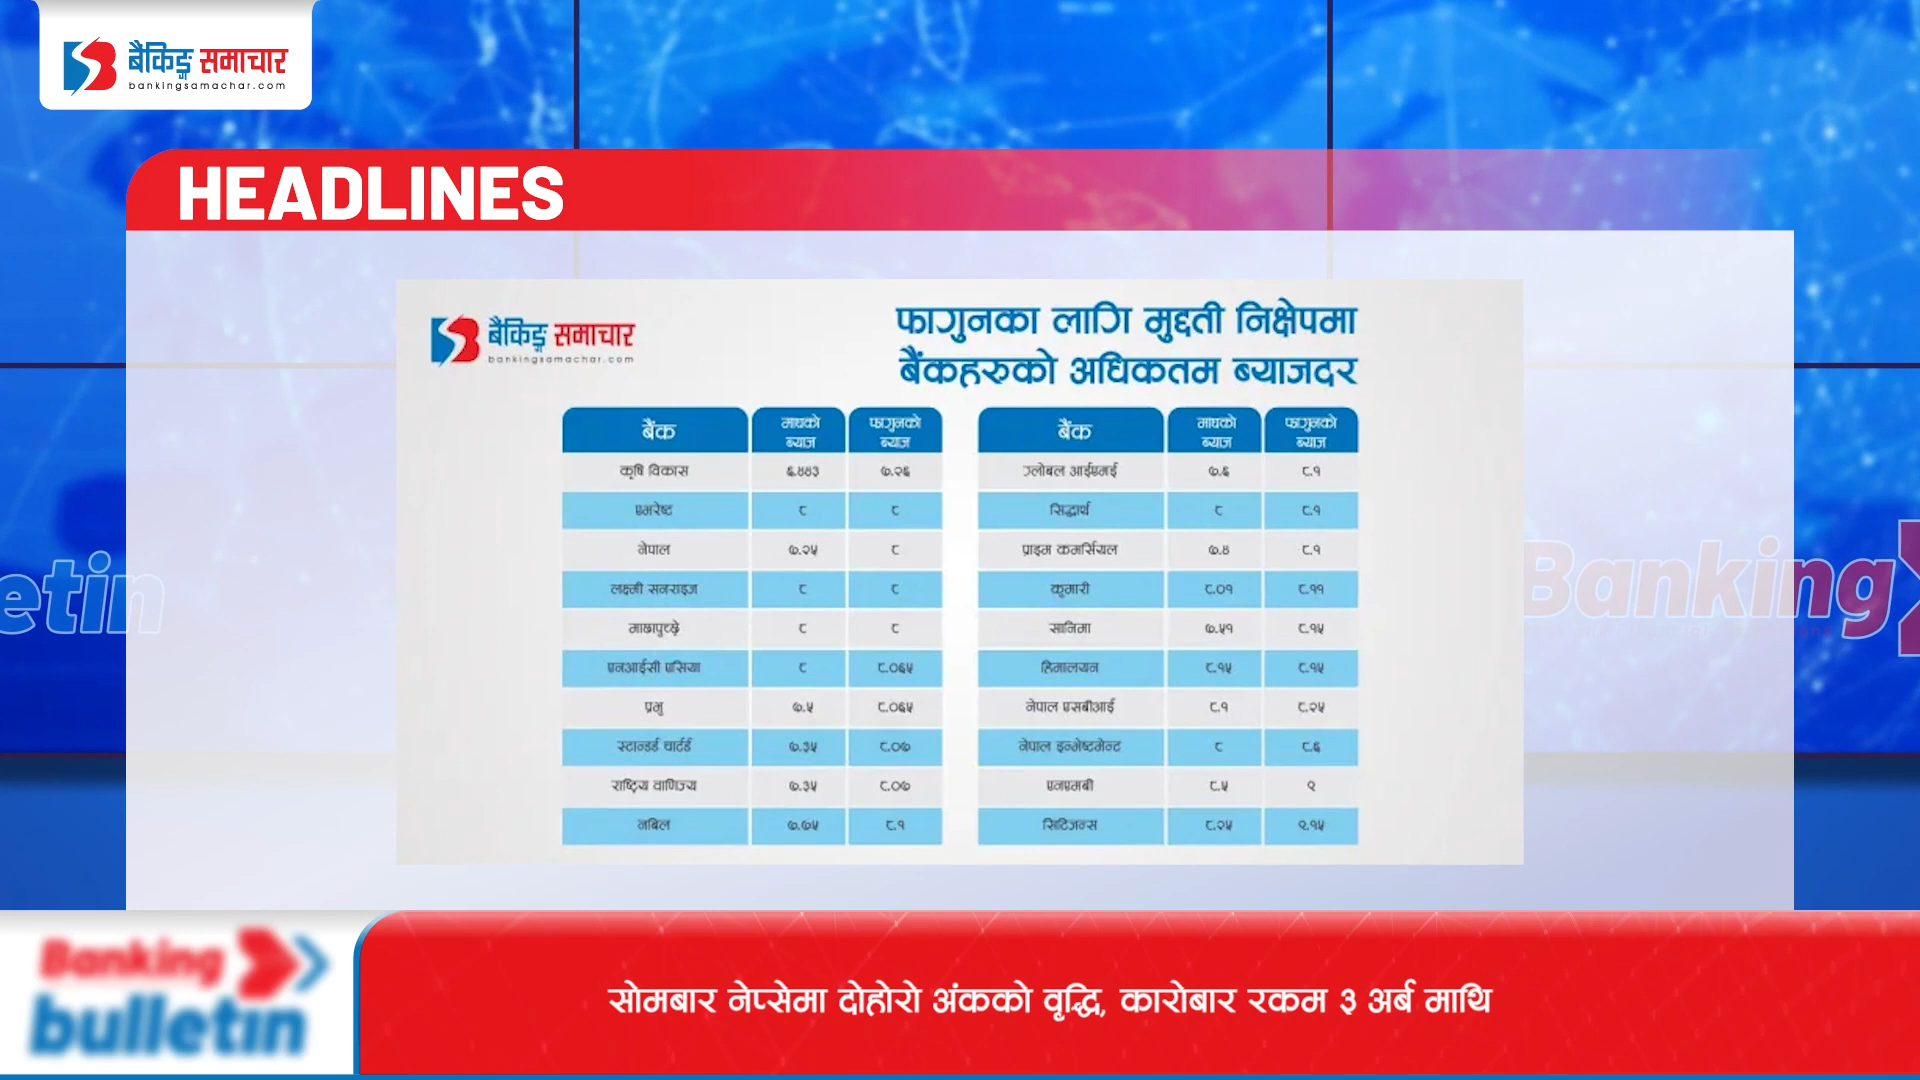 बैकिङ्ग समाचार
bankingsamachar.com
HEADLINES
बैकिङ्ग समाचार
bankingsamachar.com
फागुनका लागि मुद्दती निक्षेपमा
बैंकहरुको अधिकतम ब्याजदर
बैंक माघको ब्याज फागुनको ब्याज
कृषि विकास ६.४४३ ७.२६
एभरेष्ट ८ ८
नेपाल ७.२५ ८
लक्ष्मी सनराइज ८ ८
माछापुच्छ्रे ८ ८
एनआईसी एसिया ८ ८.०६५
प्रभु ७.५ ८.०६५
स्टान्डर्ड चार्टर्ड ७.३५ ८.०७
राष्ट्रिय वाणिज्य ७.३५ ८.०७
नबिल ७.७५ ८.१
बैंक माघको ब्याज फागुनको ब्याज
ग्लोबल आईएमई ७.६ ८.१
सिद्धार्थ ८ ८.१
प्राइम कमर्सियल ७.४ ८.१
कुमारी ८.०१ ८.११
सानिमा ७.५१ ८.१५
हिमालयन ८.१५ ८.१५
नेपाल एसबीआई ८.१ ८.२५
नेपाल इन्भेष्टमेन्ट ८ ८.६
एनएमबी ८.५ ९
सिटिजन्स ८.२५ ९.१५
etin
Banking
Banking
bulletin
सोमबार नेप्सेमा दोहोरो अंकको वृद्धि, कारोबार रकम ३ अर्ब माथि